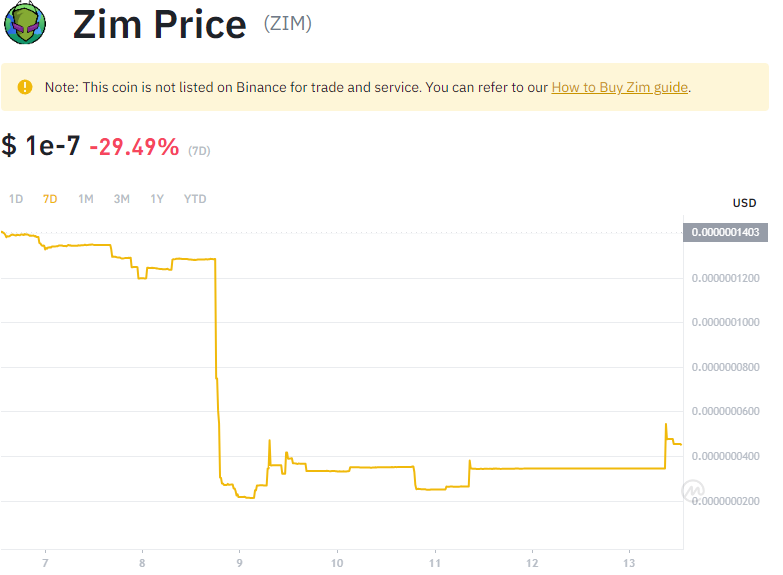 Zim Price (ZIM)
Note: This coin is not listed on Binance for trade and service. You can refer to our How to Buy Zim guide.
$ 1e-7 -29.49% (7D)
1D 7D 1M 3M 1Y YTD
USD
0.0000001403
0.0000001200
0.0000001000
0.0000000800
0.0000000600
0.0000000400
0.0000000200
7 8 9 10 11 12 13